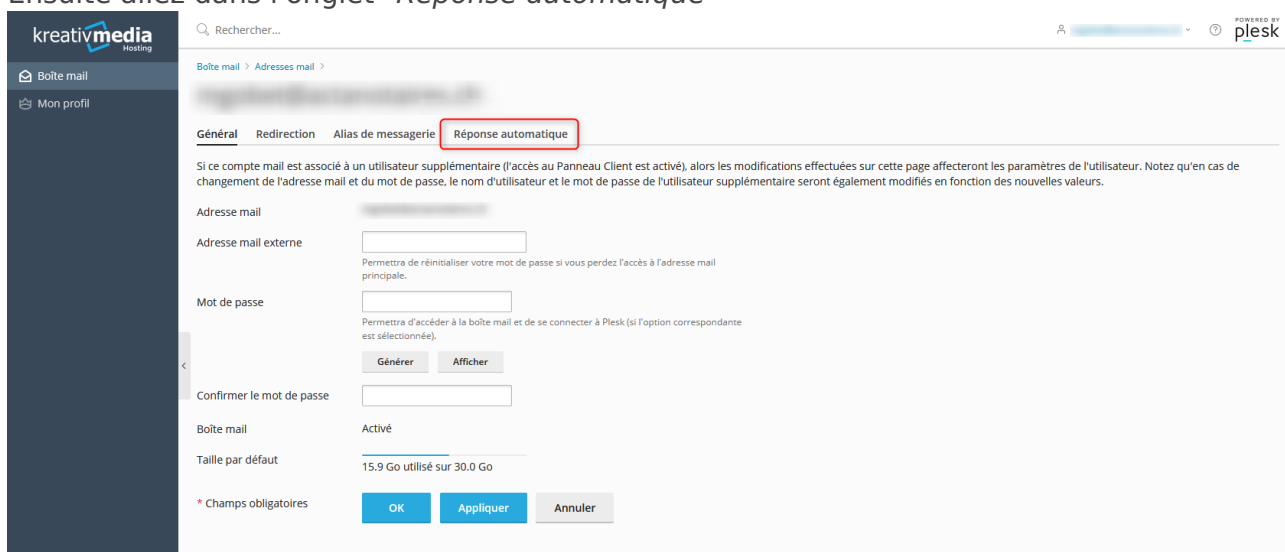 Ensuite allez dans l'onglet "Réponse automatique"
kreativmedia
Hosting
Rechercher...
POWERED BY
plesk
Boîte mail
Mon profil
Boîte mail > Adresses mail >
Général Redirection Alias de messagerie Réponse automatique
Si ce compte mail est associé à un utilisateur supplémentaire (l'accès au Panneau Client est activé), alors les modifications effectuées sur cette page affecteront les paramètres de l'utilisateur. Notez qu'en cas de
changement de l'adresse mail et du mot de passe, le nom d'utilisateur et le mot de passe de l'utilisateur supplémentaire seront également modifiés en fonction des nouvelles valeurs.
Adresse mail
Adresse mail externe
Permettra de réinitialiser votre mot de passe si vous perdez l'accès à l'adresse mail
principale.
Mot de passe
Permettra d'accéder à la boîte mail et de se connecter à Plesk (si l'option correspondante
est sélectionnée).
Générer Afficher
Confirmer le mot de passe
Boîte mail Activé
Taille par défaut
15.9 Go utilisé sur 30.0 Go
* Champs obligatoires OK Appliquer Annuler